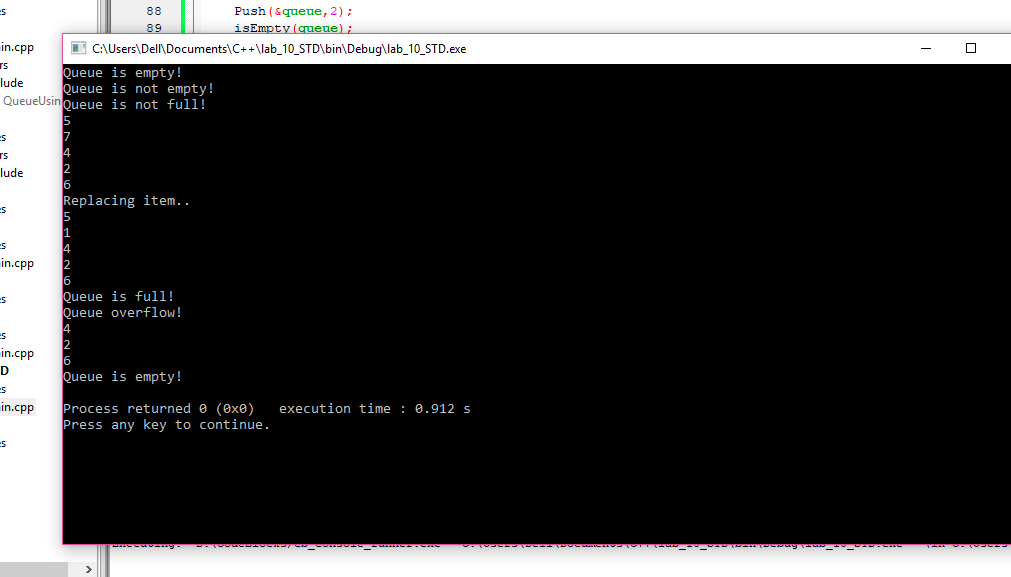 es
88 Push(&queue,2);
89 isEmpty(queue);
in.cpp
C:\Users\Dell\Documents\C++\lab_10_STD\bin\Debug\lab_10_STD.exe
rs
lude
QueueUsin
es
rs
lude
es
es
in.cpp
es
es
in.cpp
D
es
in.cpp
es
Queue is empty!
Queue is not empty!
Queue is not full!
5
7
4
2
6
Replacing item..
5
1
4
2
6
Queue is full!
Queue overflow!
4
2
6
Queue is empty!
Process returned 0 (0x0)   execution time : 0.912 s
Press any key to continue.